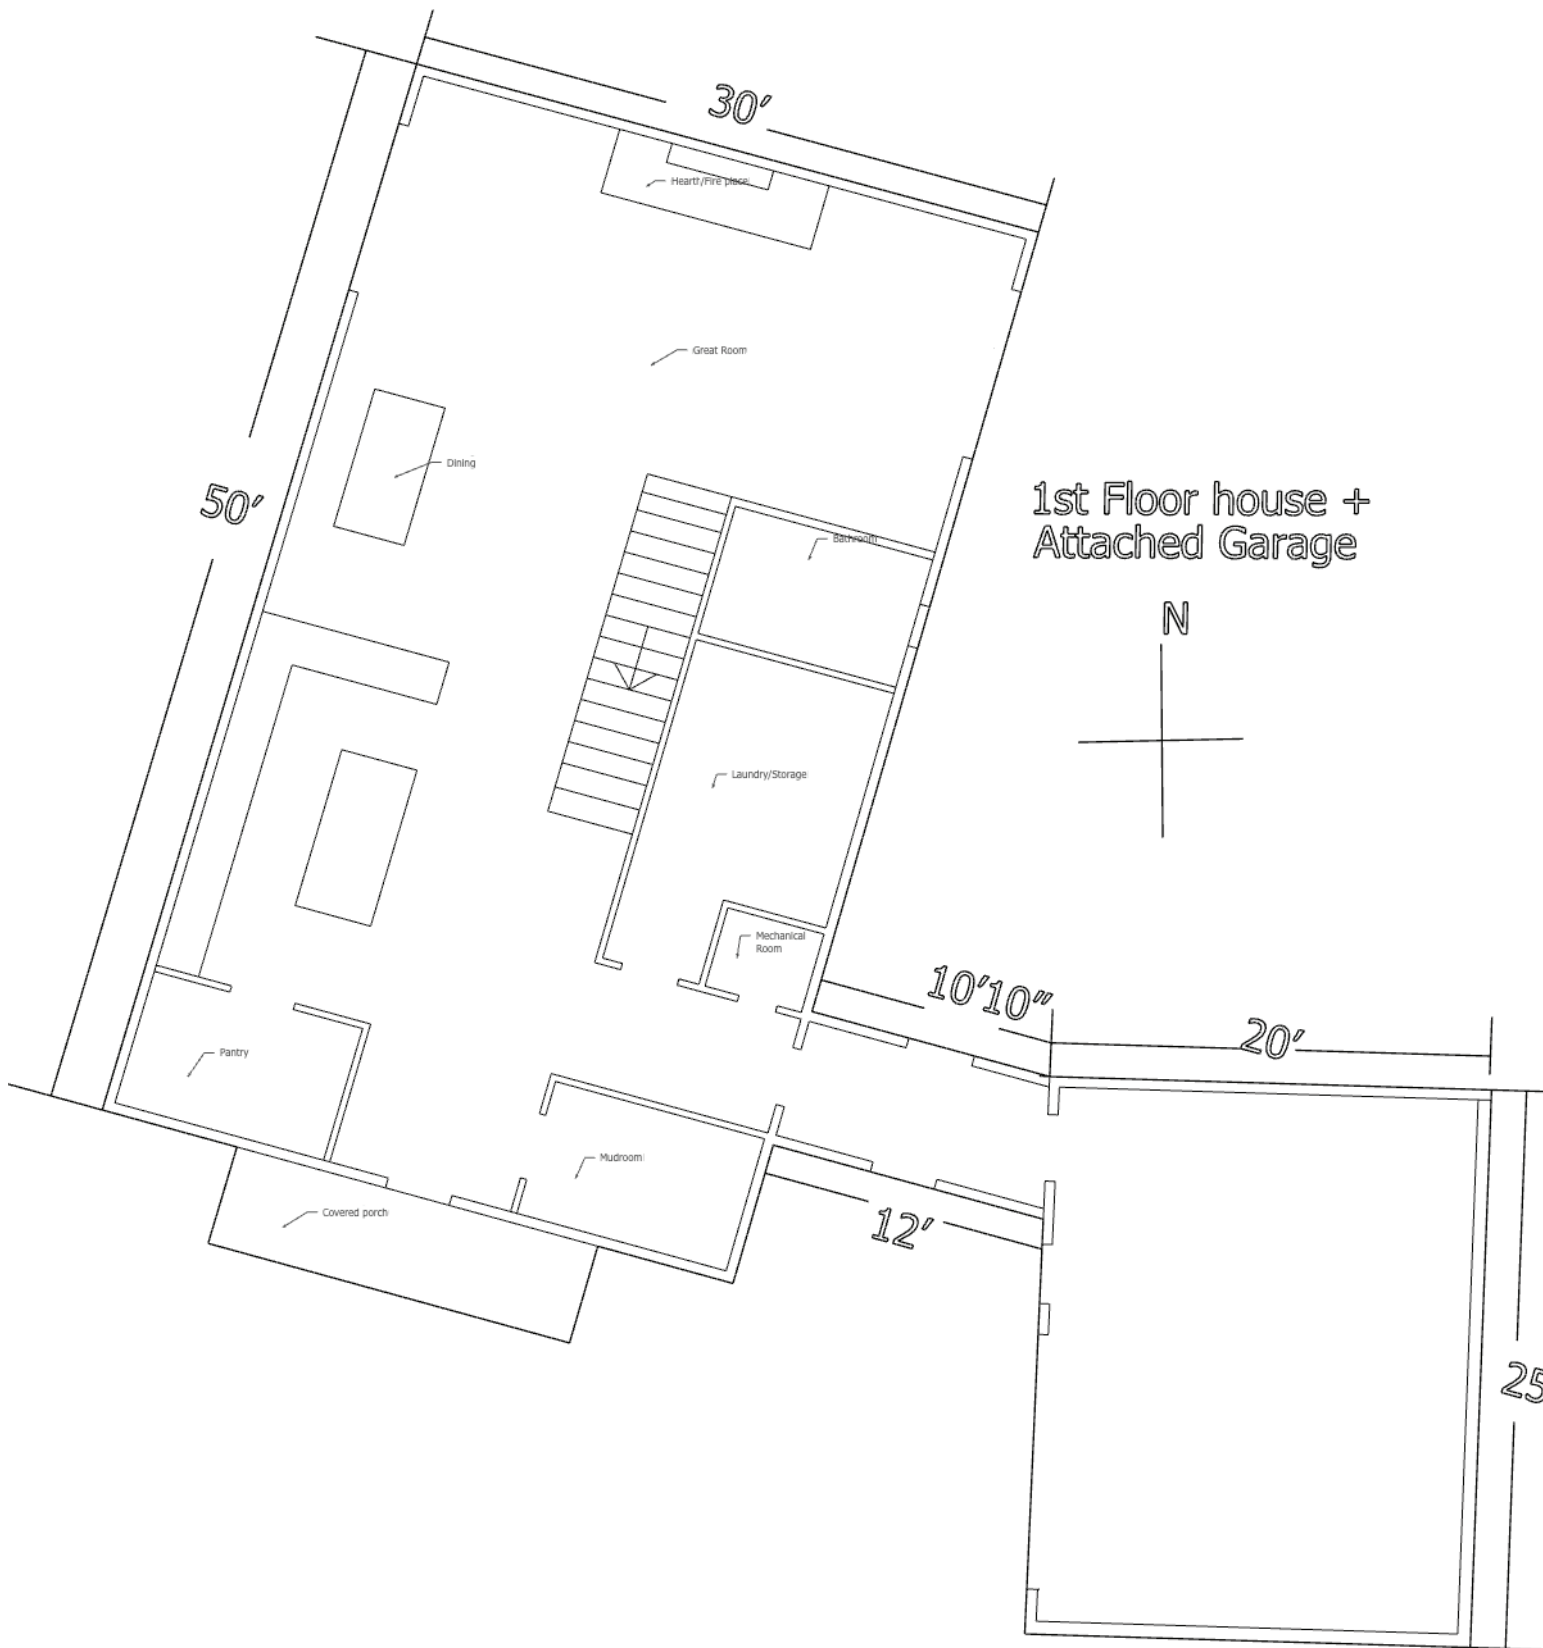 30′
Hearth/Fire place
Great Room
Dining
50′
1st Floor house +
Attached Garage
Bathroom
N
Laundry/Storage
Mechanical
Room
10′10″
20′
Pantry
Mudroom
Covered porch
12′
25